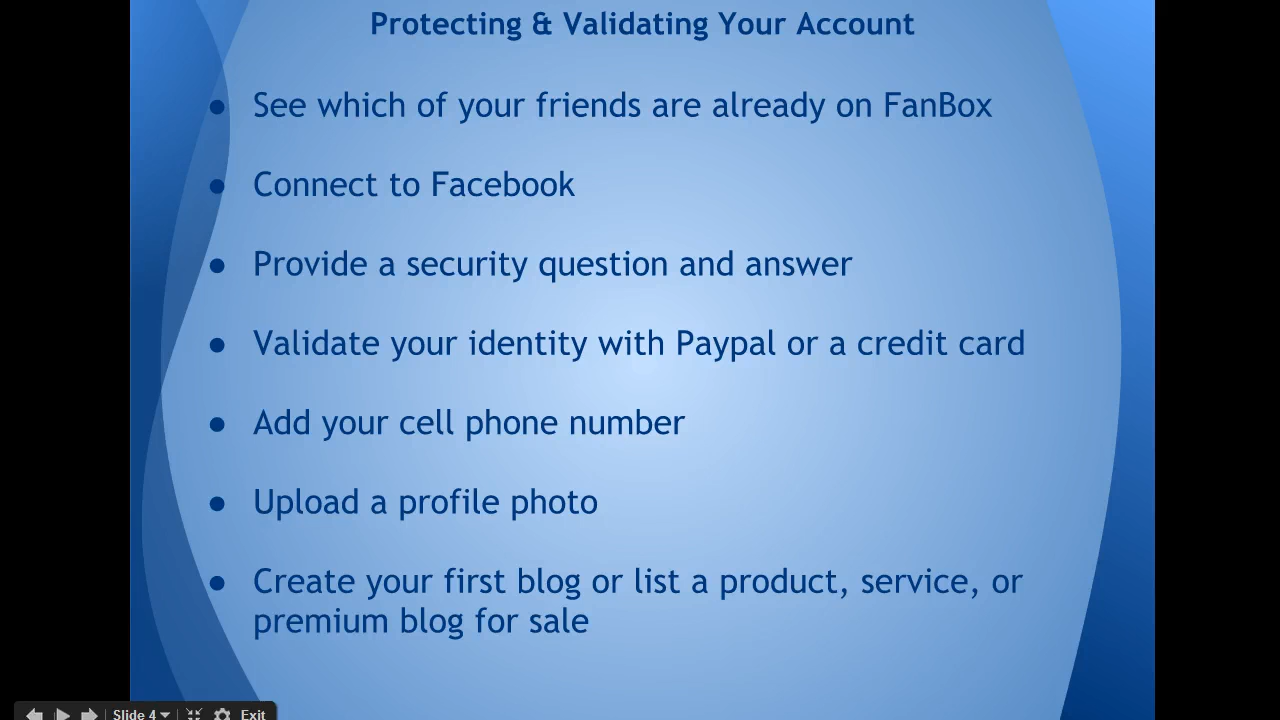 Protecting & Validating Your Account
● See which of your friends are already on FanBox
● Connect to Facebook
● Provide a security question and answer
● Validate your identity with Paypal or a credit card
● Add your cell phone number
● Upload a profile photo
● Create your first blog or list a product, service, or
premium blog for sale
Slide 4 Exit